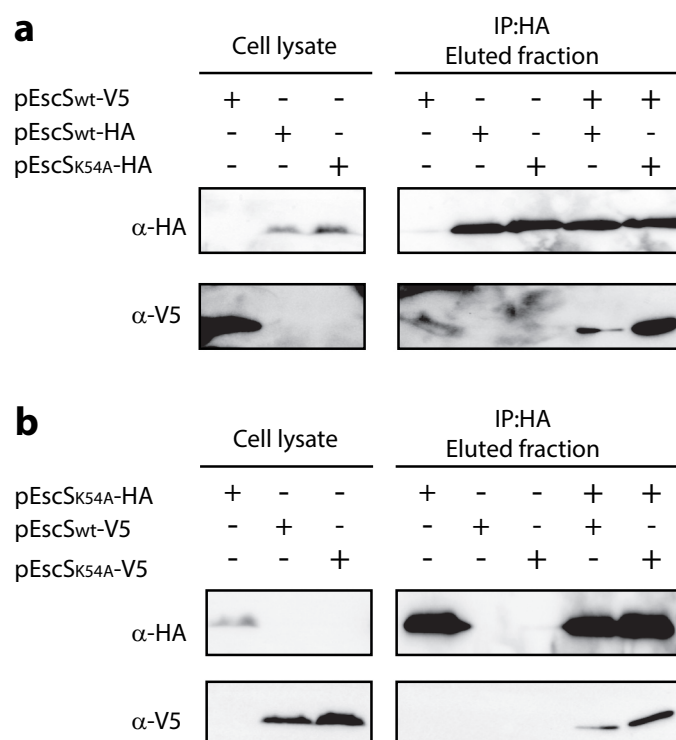 a
Cell lysate
IP:HA
Eluted fraction
pEscSwt-V5 + - - + - - + +
pEscSwt-HA - + - - + - + -
pEscSK54A-HA - - + - - + - +
α-HA
α-V5
b
Cell lysate
IP:HA
Eluted fraction
pEscSK54A-HA + - - + - - + +
pEscSwt-V5 - + - - + - + -
pEscSK54A-V5 - - + - - + - +
α-HA
α-V5